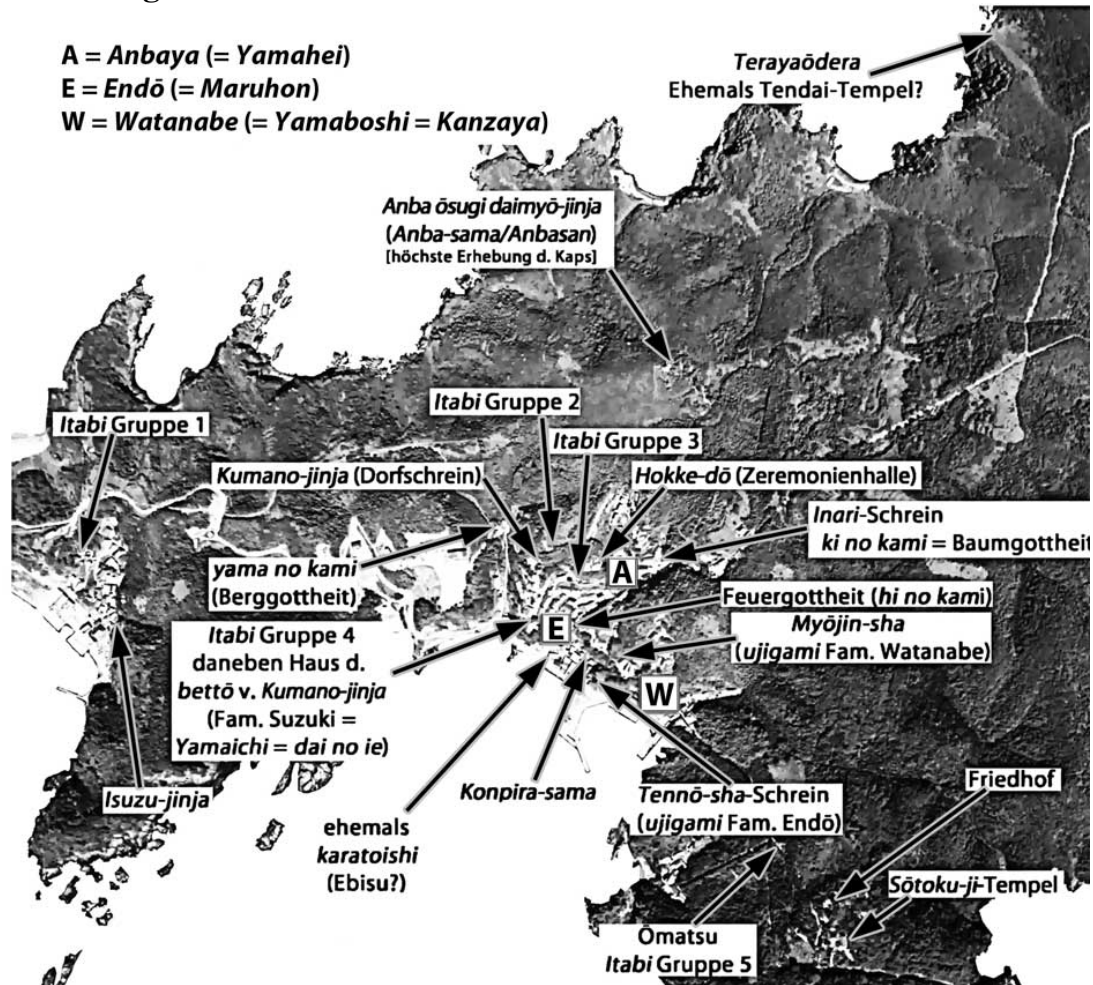 A = Anbaya (= Yamahei)
E = Endō (= Maruhon)
W = Watanabe (= Yamaboshi = Kanzaya)
Terayaōdera
Ehemals Tendai-Tempel?
Anba ōsugi daimyō-jinja
(Anba-sama/Anbasan)
[höchste Erhebung d. Kaps]
Itabi Gruppe 1
Itabi Gruppe 2
Itabi Gruppe 3
Kumano-jinja (Dorfschrein)
Hokke-dō (Zeremonienhalle)
Inari-Schrein
ki no kami = Baumgottheit
yama no kami
(Berggottheit)
A
Feuergottheit (hi no kami)
E
Myōjin-sha
(ujigami Fam. Watanabe)
Itabi Gruppe 4
daneben Haus d.
bettō v. Kumano-jinja
(Fam. Suzuki =
Yamaichi = dai no ie)
W
Isuzu-jinja
Konpira-sama
Tennō-sha-Schrein
(ujigami Fam. Endō)
Friedhof
ehemals
karatoishi
(Ebisu?)
Sōtoku-ji-Tempel
Ōmatsu
Itabi Gruppe 5